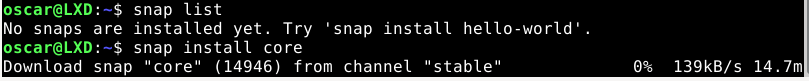 oscar@LXD:~$ snap list
No snaps are installed yet. Try 'snap install hello-world'.
oscar@LXD:~$ snap install core
Download snap "core" (14946) from channel "stable" 0% 139kB/s 14.7m